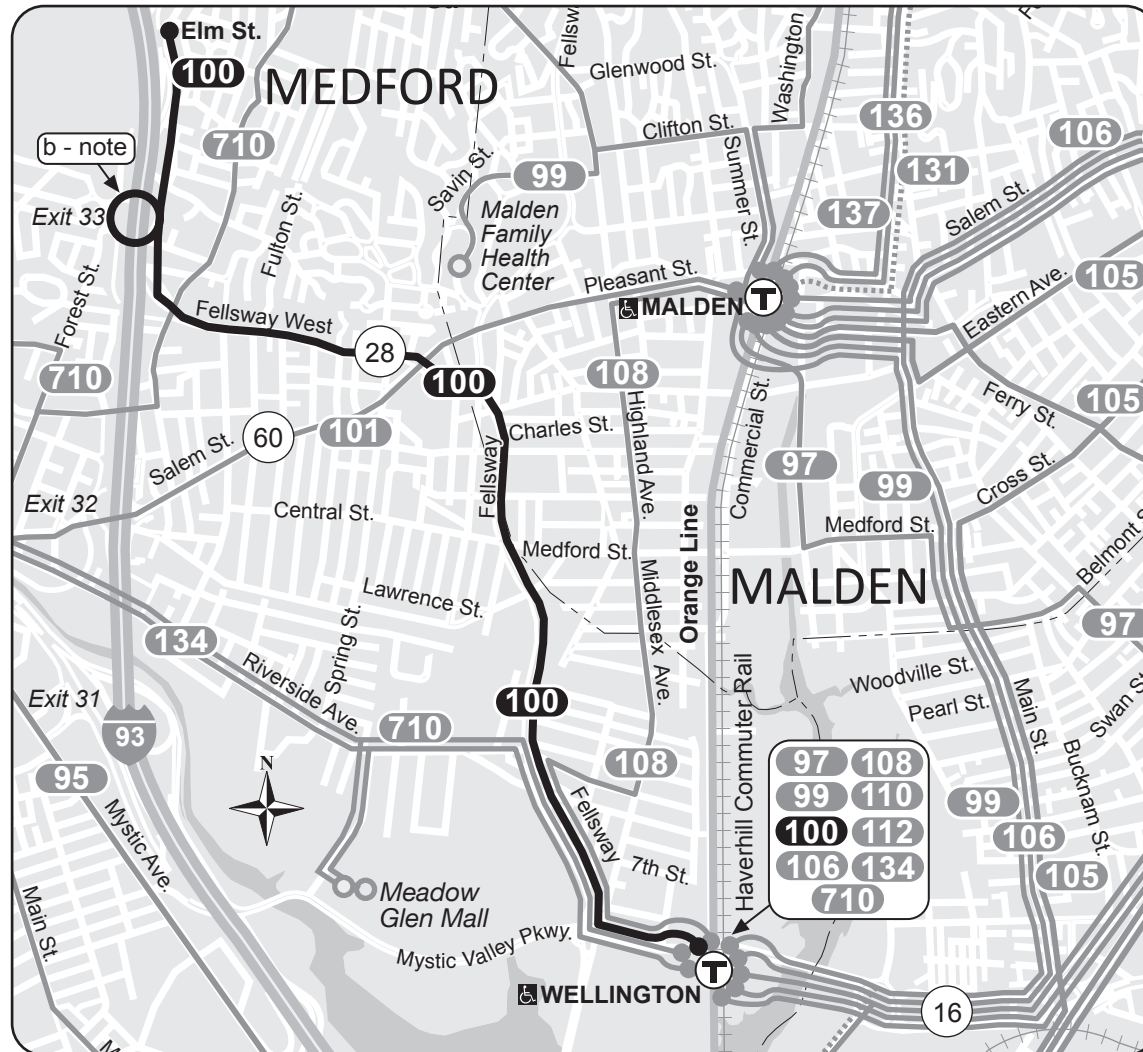 Elm St.
100
MEDFORD
Fellsw
Glenwood St.
Washington
136
106
710
Clifton St.
b - note
Savin St.
99
Summer St.
131
Exit 33
Malden
Family
Health
Center
137
Salem St.
Fulton St.
Forest St.
Pleasant St.
105
Eastern Ave.
MALDEN
T
Fellsway West
28
710
100
108
Ferry St.
105
Highland Ave.
Commercial St.
Salem St.
60
101
Charles St.
Fellsway
97
99
Cross St.
Exit 32
Central St.
Orange Line
Medford St.
Medford St.
Belmont S
MALDEN
Lawrence St.
Middlesex Ave.
134
Spring St.
97
Riverside Ave.
Woodville St.
Exit 31
100
Pearl St.
Main St.
Swan St.
93
710
Haverhill Commuter Rail
95
N
108
97 108
99 110
100 112
106 134
710
Bucknam St.
99
106
105
Mystic Ave.
Fellsway
7th St.
Main St.
Meadow
Glen Mall
Mystic Valley Pkwy.
T
WELLINGTON
16